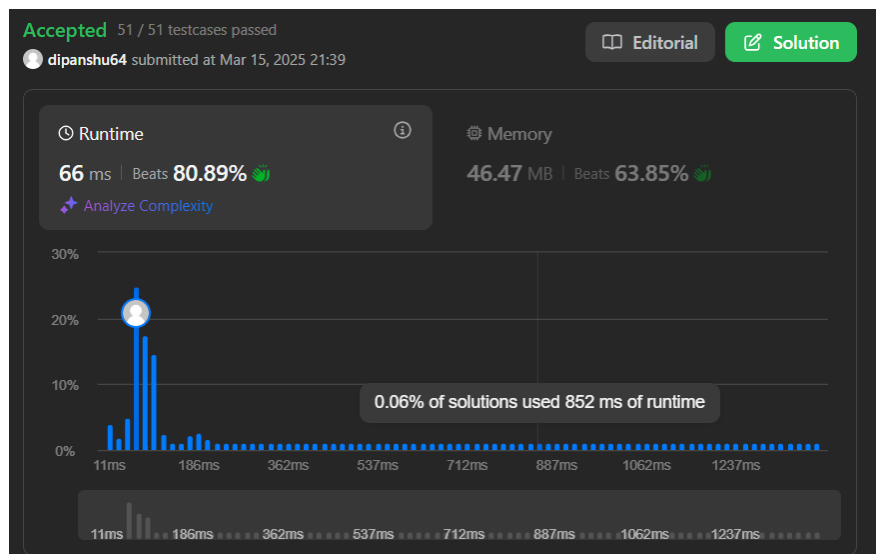 Accepted 51 / 51 testcases passed
Editorial
Solution
dipanshu64 submitted at Mar 15, 2025 21:39
Runtime
66 ms | Beats 80.89%
Analyze Complexity
Memory
46.47 MB | Beats 63.85%
30%
20%
10%
0%
0.06% of solutions used 852 ms of runtime
11ms 186ms 362ms 537ms 712ms 887ms 1062ms 1237ms
11ms 186ms 362ms 537ms 712ms 887ms 1062ms 1237ms